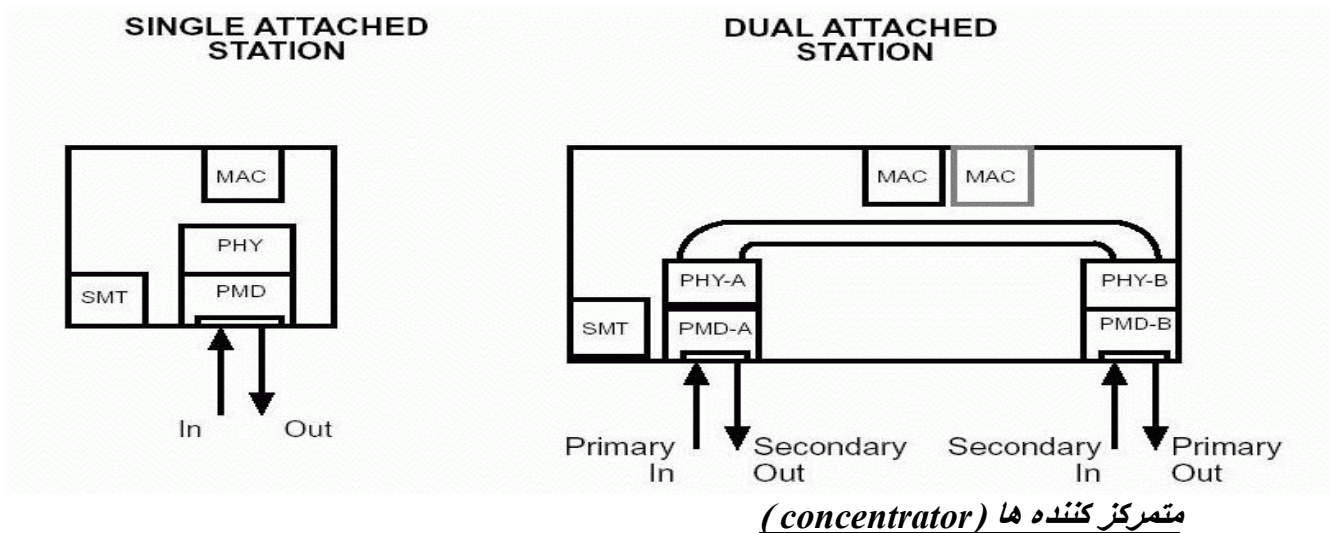 SINGLE ATTACHED
STATION
MAC
PHY
PMD
SMT
In
Out
DUAL ATTACHED
STATION
MAC
MAC
PHY-A
PHY-B
SMT
PMD-A
PMD-B
Primary
In
Secondary
Out
Secondary
In
Primary
Out
متمرکز کننده ها (concentrator)